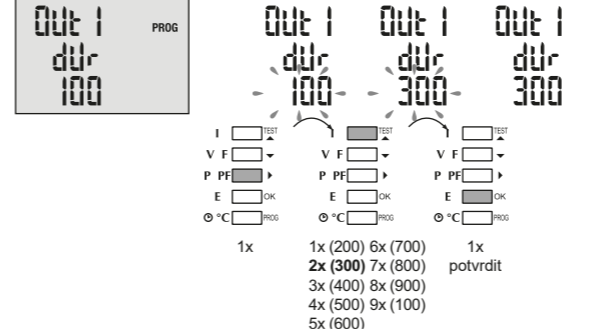 Out 1 PROG Out 1 Out 1 Out 1
dur dur dur dur
100 100 300 300
I TEST I TEST I TEST
V F V F V F
P PF P PF P PF
E OK E OK E OK
°C PROG °C PROG °C PROG
1x 1x (200) 6x (700) 1x
2x (300) 7x (800) potvrdit
3x (400) 8x (900)
4x (500) 9x (100)
5x (600)